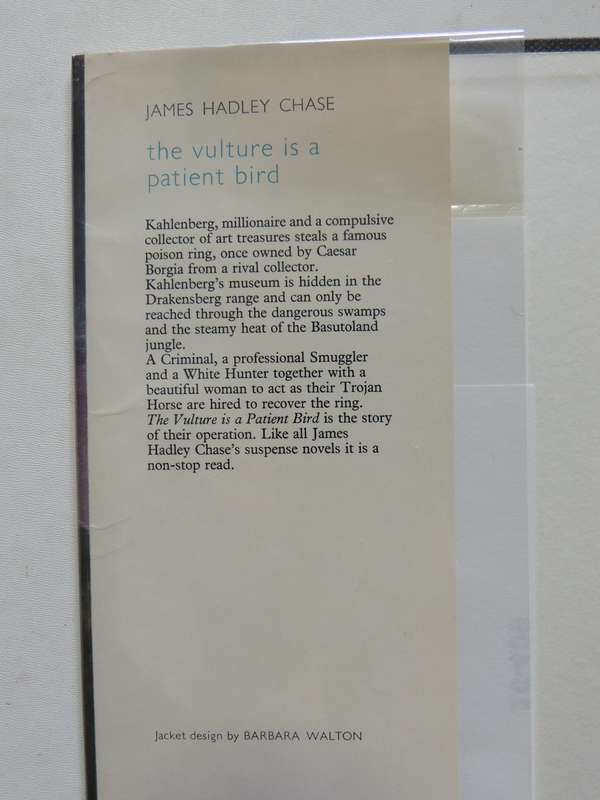 JAMES HADLEY CHASE
the vulture is a
patient bird
Kahlenberg, millionaire and a compulsive
collector of art treasures steals a famous
poison ring, once owned by Caesar
Borgia from a rival collector.
Kahlenberg's museum is hidden in the
Drakensberg range and can only be
reached through the dangerous swamps
and the steamy heat of the Basutoland
jungle.
A Criminal, a professional Smuggler
and a White Hunter together with a
beautiful woman to act as their Trojan
Horse are hired to recover the ring.
The Vulture is a Patient Bird is the story
of their operation. Like all James
Hadley Chase's suspense novels it is a
non-stop read.
Jacket design by BARBARA WALTON